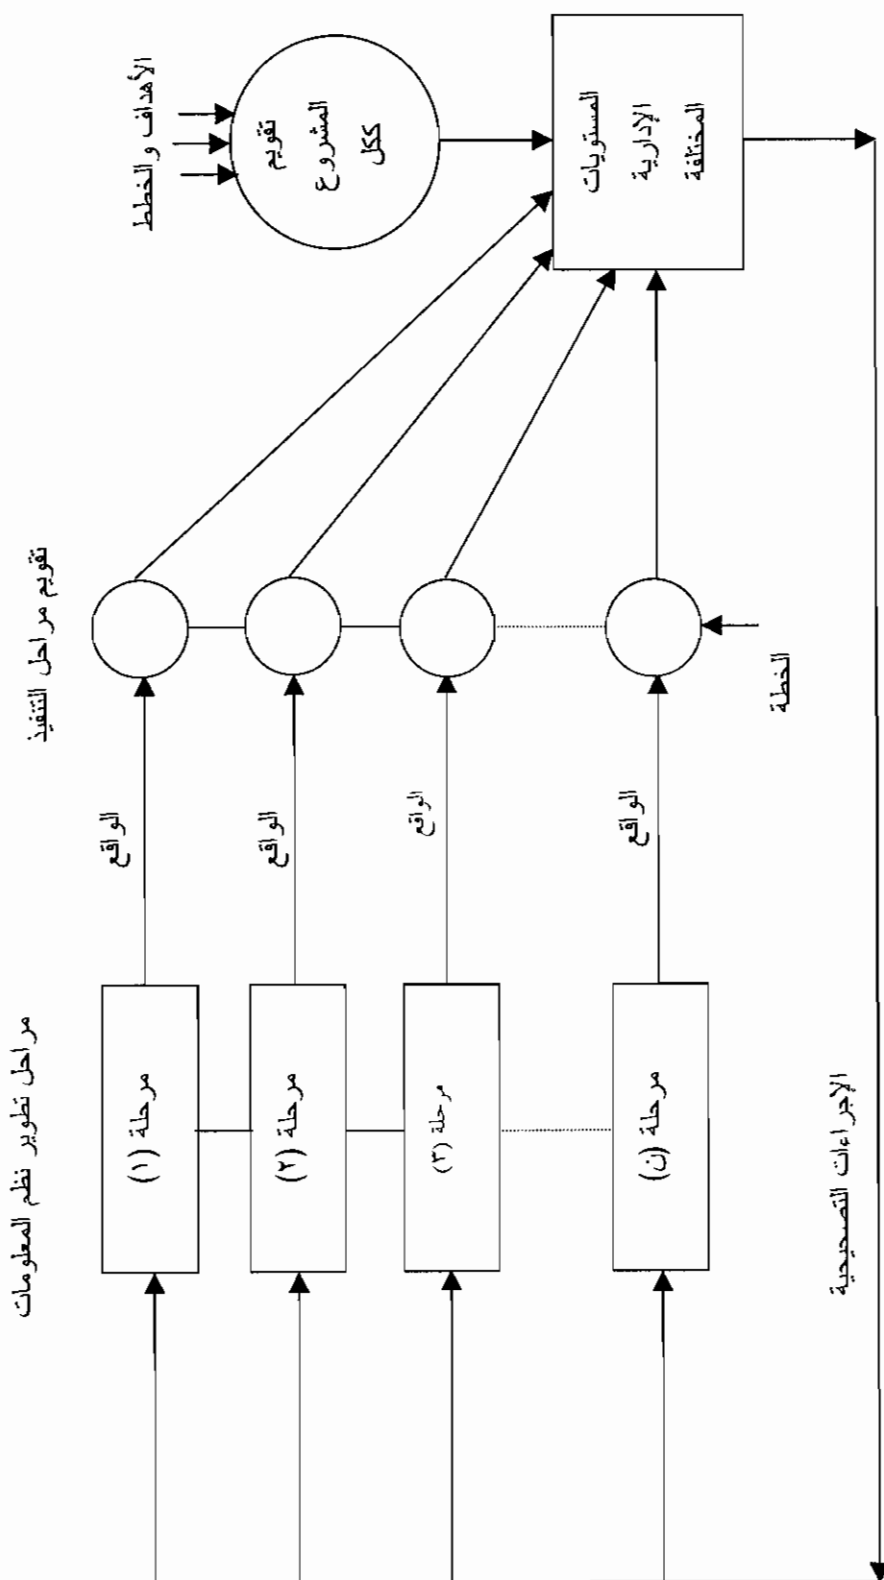 مراحل تطوير نظم المعلومات
تقويم مراحل التنفيذ
الأهداف والخطط
مرحلة (١)
الواقع
مرحلة (٢)
الواقع
مرحلة (٣)
الواقع
مرحلة (ن)
الواقع
تقويم
المشروع
ككل
المستويات
الإدارية
المختلفة
الخطة
الإجراءات التصحيحية